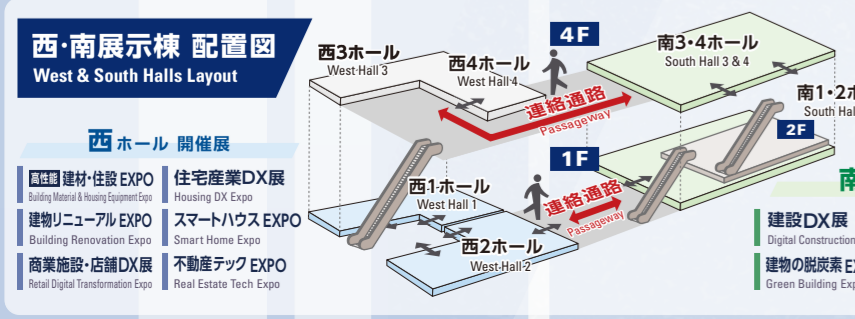 西・南展示棟 配置図
West & South Halls Layout
西ホール 開催展
高性能 建材・住設 EXPO
Building Material & Housing Equipment Expo
住宅産業DX展
Housing DX Expo
建物リニューアル EXPO
Building Renovation Expo
スマートハウス EXPO
Smart Home Expo
商業施設・店舗DX展
Retail Digital Transformation Expo
不動産テック EXPO
Real Estate Tech Expo
西3ホール
West Hall 3
西4ホール
West Hall 4
4F
連絡通路
Passageway
南3・4ホール
South Hall 3 & 4
南1・2ホ
South Hal
2F
1F
西1ホール
West Hall 1
連絡通路
Passageway
西2ホール
West Hall 2
南
建設DX展
Digital Construction
建物の脱炭素 EX
Green Building Exp